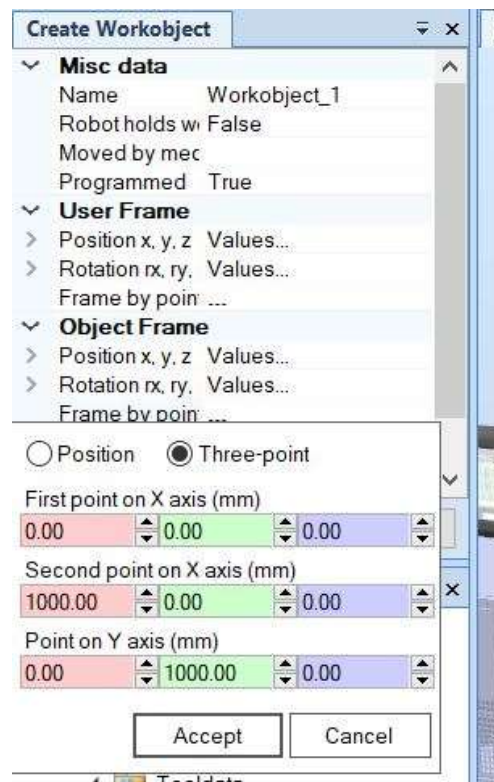 Create Workobject
Misc data
Name Workobject_1
Robot holds w False
Moved by mec
Programmed True
User Frame
Position x, y, z Values...
Rotation rx, ry, Values...
Frame by poin ...
Object Frame
Position x, y, z Values...
Rotation rx, ry, Values...
Frame by poin ...
Position Three-point
First point on X axis (mm)
0.00 0.00 0.00
Second point on X axis (mm)
1000.00 0.00 0.00
Point on Y axis (mm)
0.00 1000.00 0.00
Accept Cancel
Tooldata